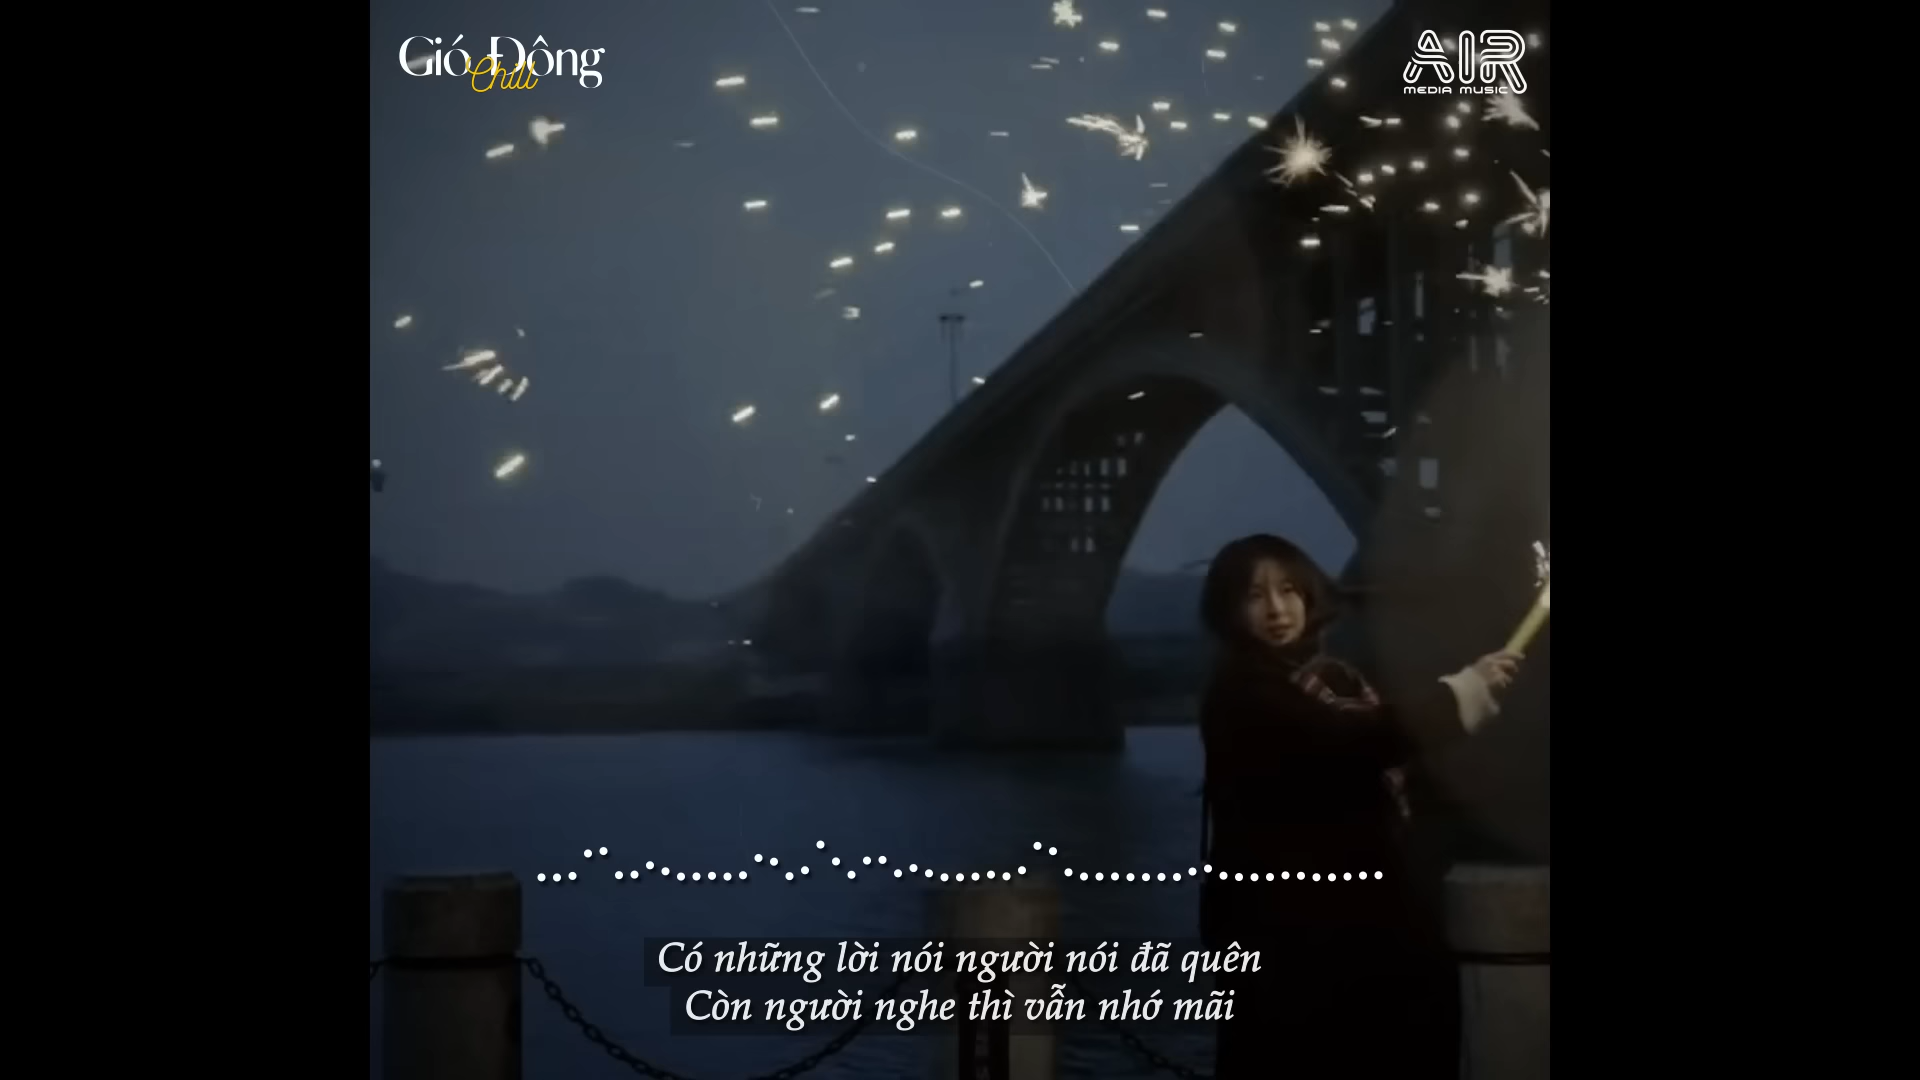 Gió Đông
Chill
AIR
MEDIA MUSIC
Có những lời nói người nói đã quên
Còn người nghe thì vẫn nhớ mãi